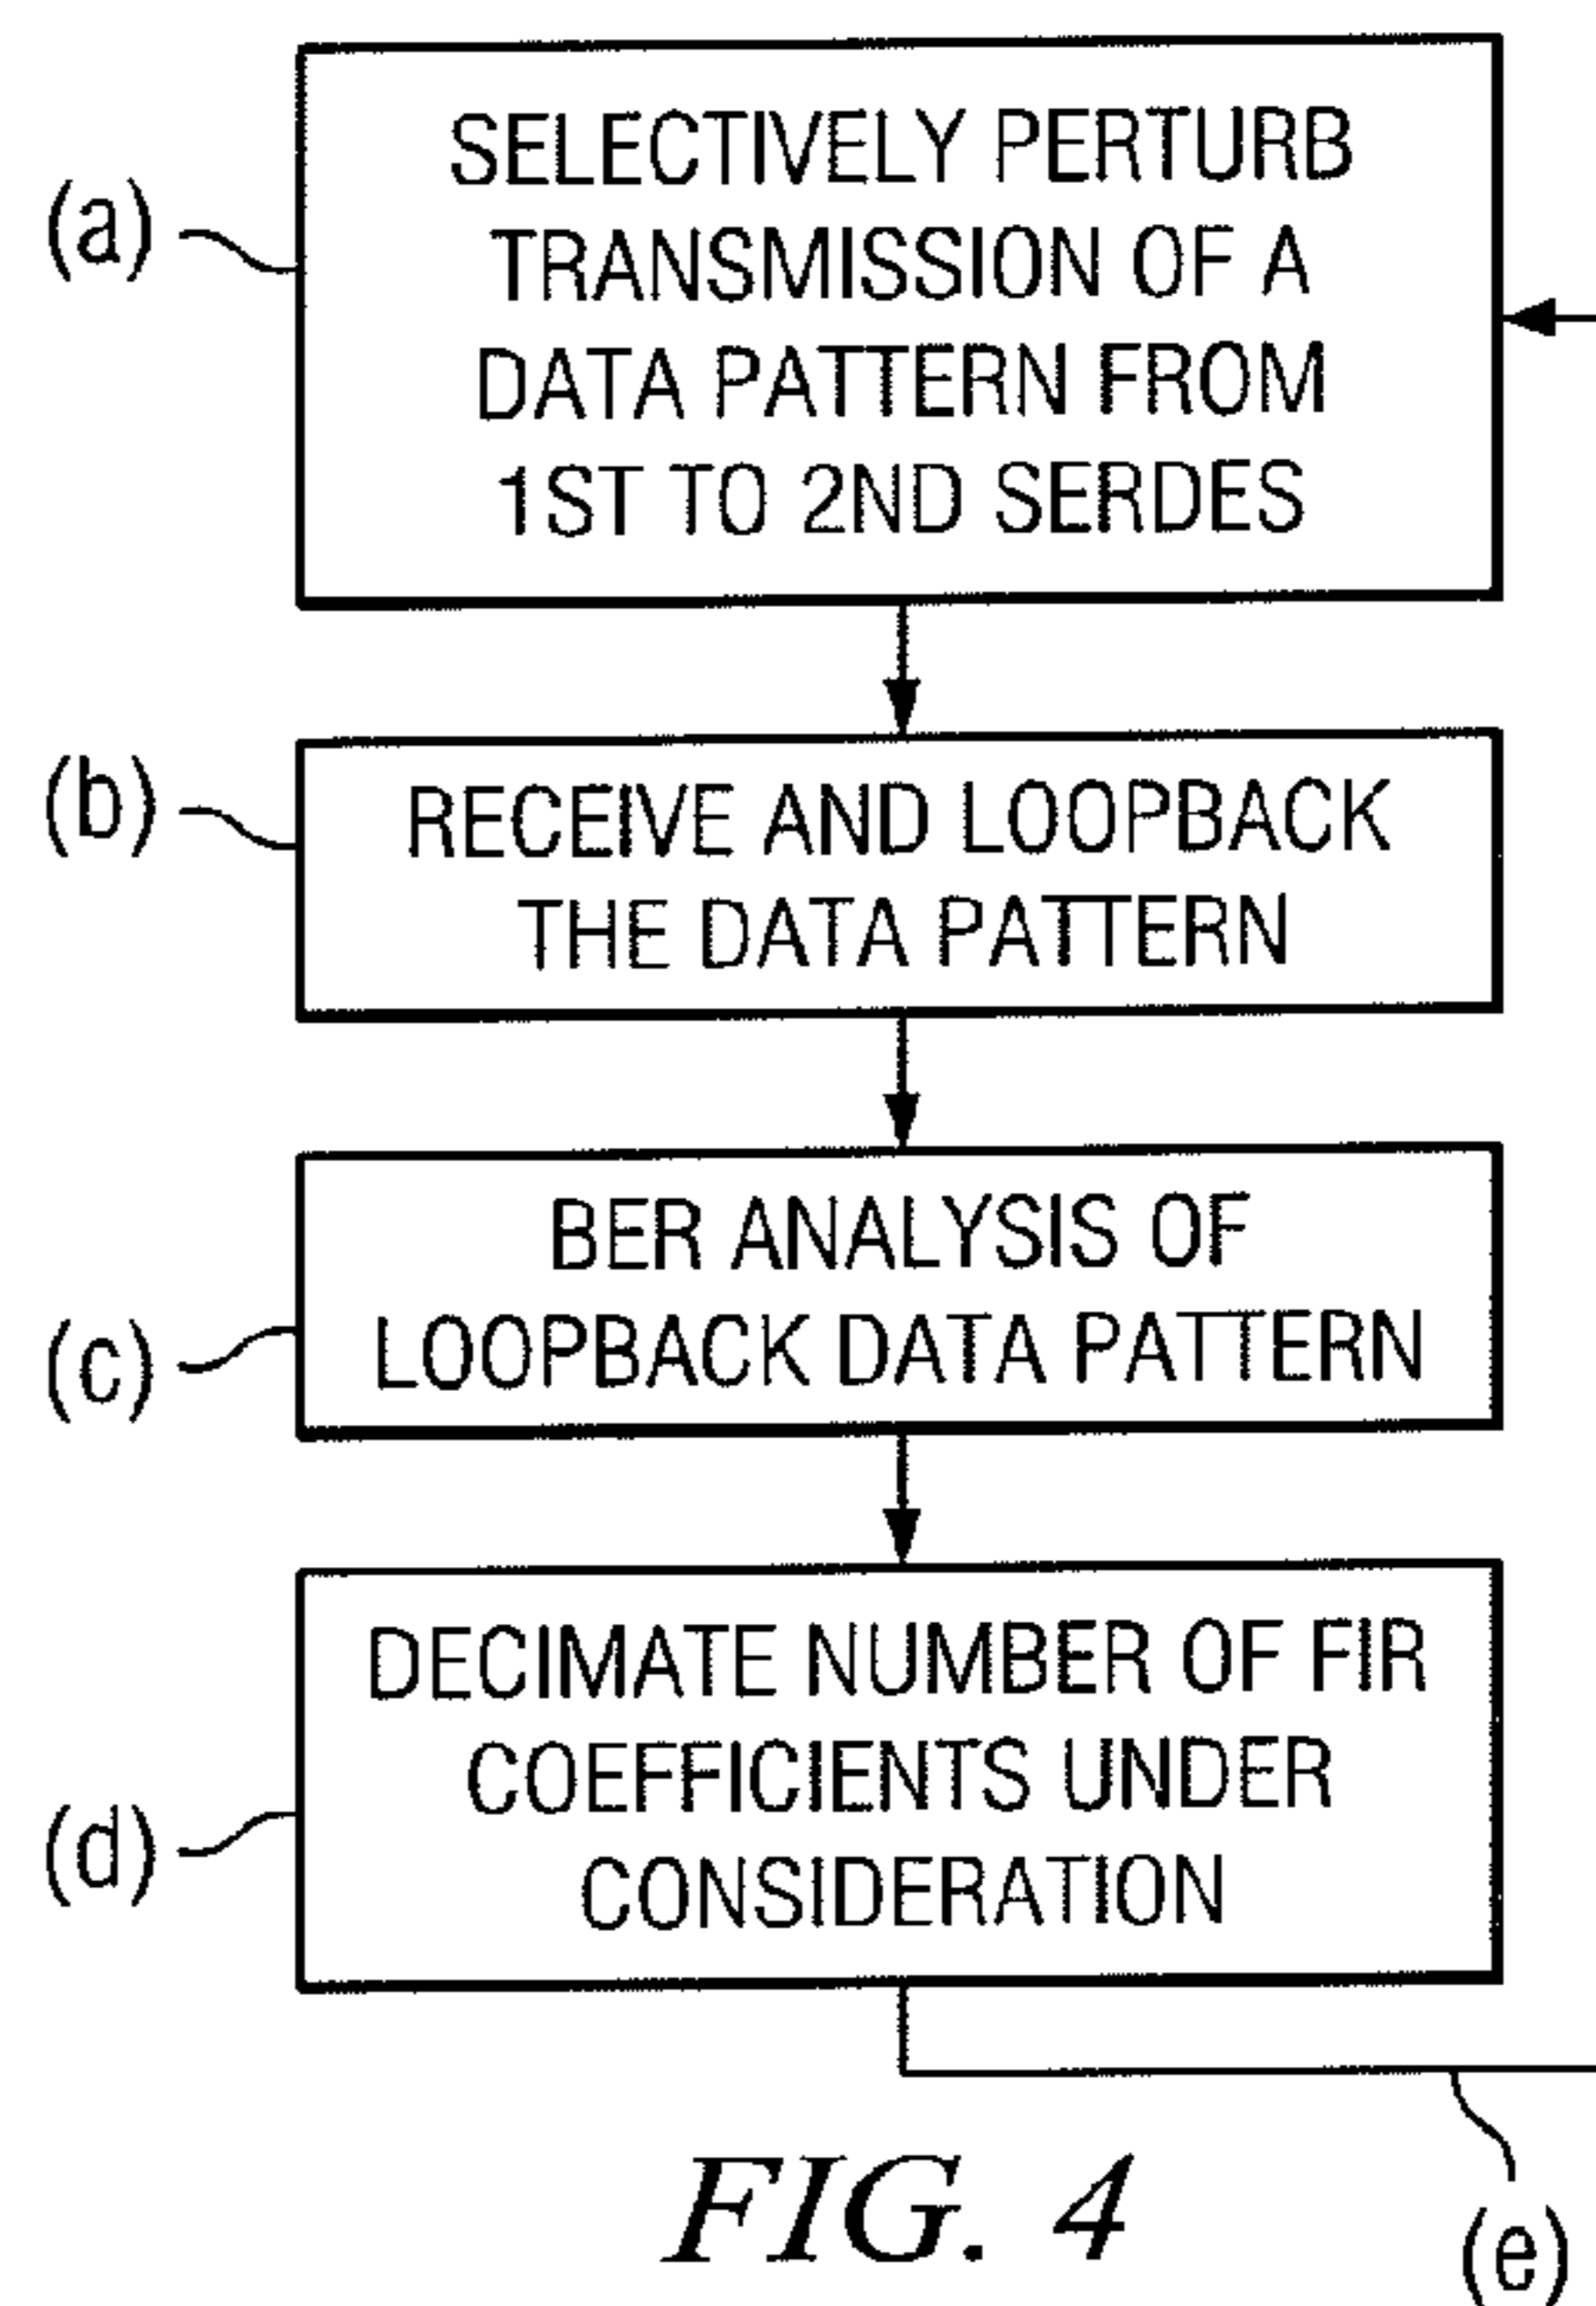 (a)
SELECTIVELY PERTURB
TRANSMISSION OF A
DATA PATTERN FROM
1ST TO 2ND SERDES
(b)
RECEIVE AND LOOPBACK
THE DATA PATTERN
(c)
BER ANALYSIS OF
LOOPBACK DATA PATTERN
(d)
DECIMATE NUMBER OF FIR
COEFFICIENTS UNDER
CONSIDERATION
(e)
FIG. 4